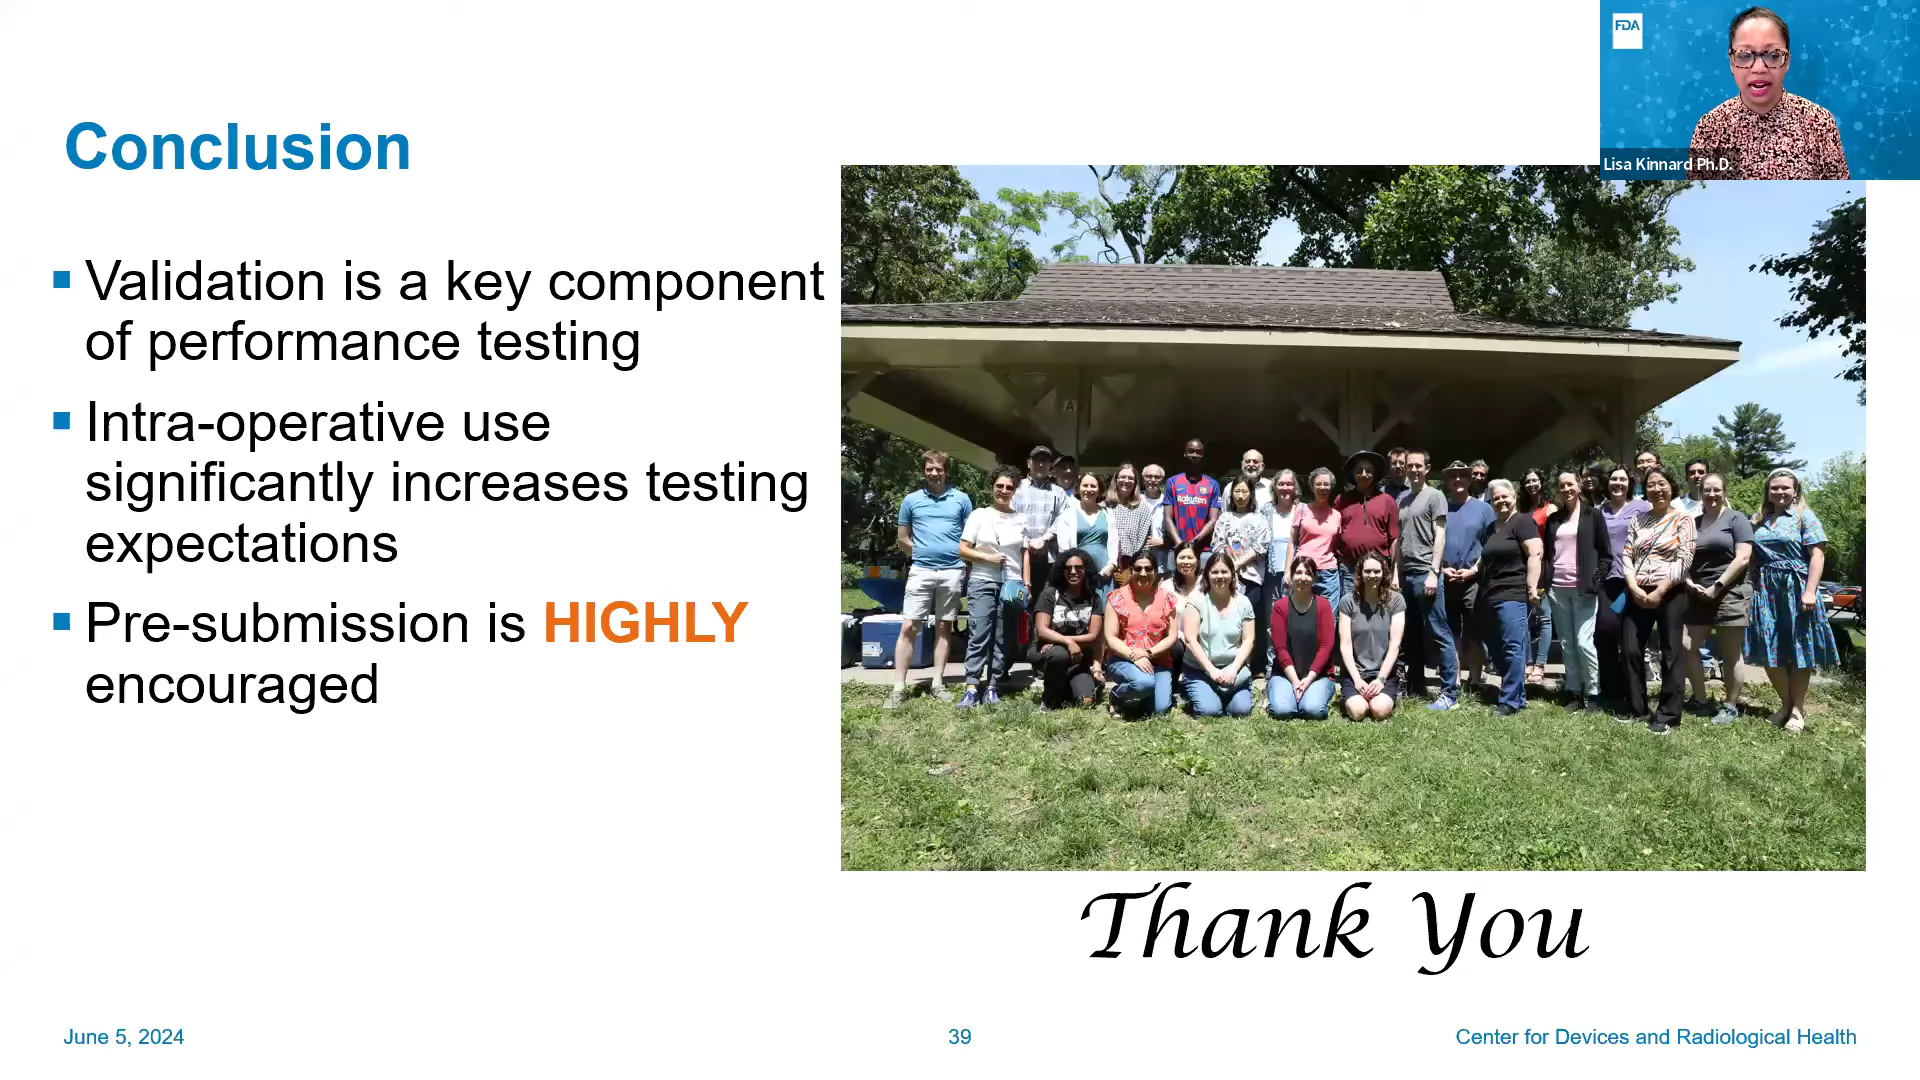 FDA
Lisa Kinnard Ph.D.
Conclusion
Validation is a key component
of performance testing
Intra-operative use
significantly increases testing
expectations
Pre-submission is HIGHLY
encouraged
A
Rakuten
Thank You
June 5, 2024
39
Center for Devices and Radiological Health